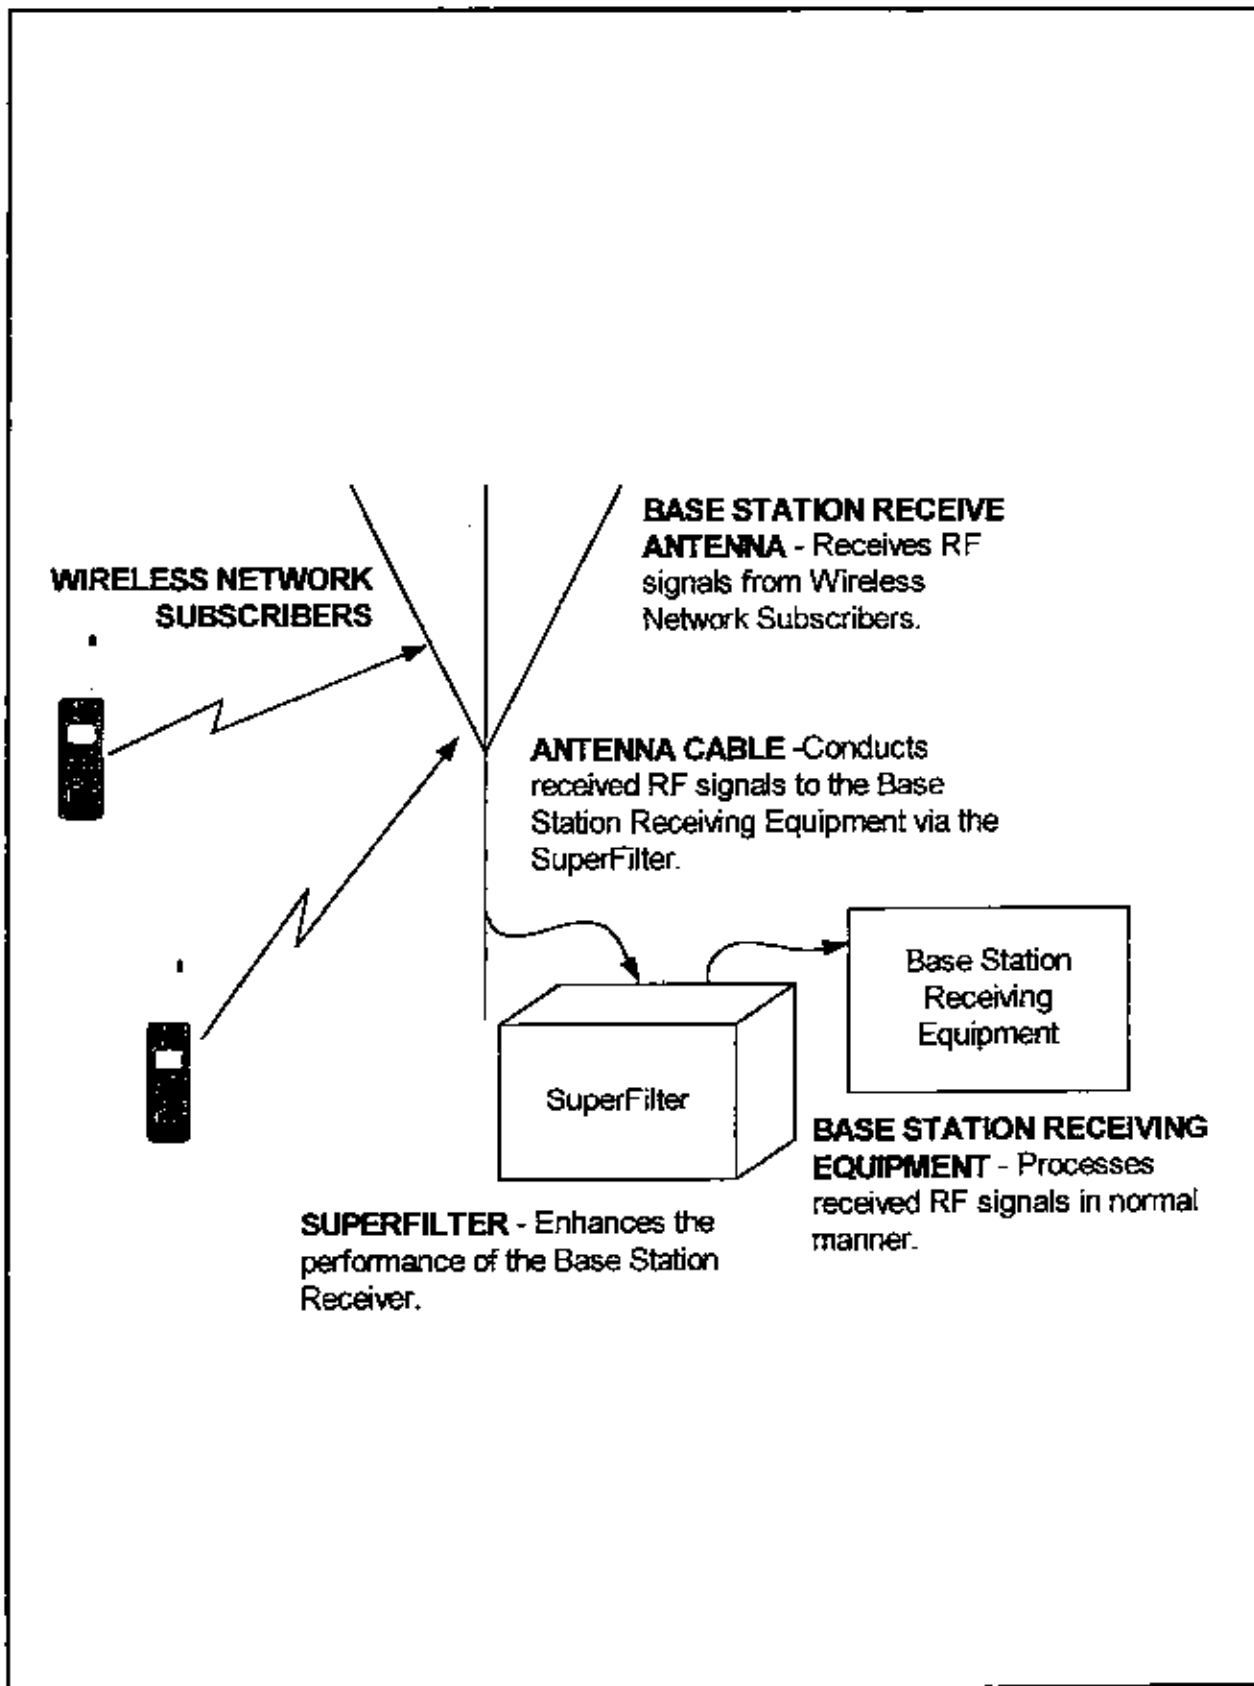 WIRELESS NETWORK
SUBSCRIBERS
BASE STATION RECEIVE
ANTENNA - Receives RF
signals from Wireless
Network Subscribers.
ANTENNA CABLE -Conducts
received RF signals to the Base
Station Receiving Equipment via the
SuperFilter.
Base Station
Receiving
Equipment
SuperFilter
BASE STATION RECEIVING
EQUIPMENT - Processes
received RF signals in normal
manner.
SUPERFILTER - Enhances the
performance of the Base Station
Receiver.